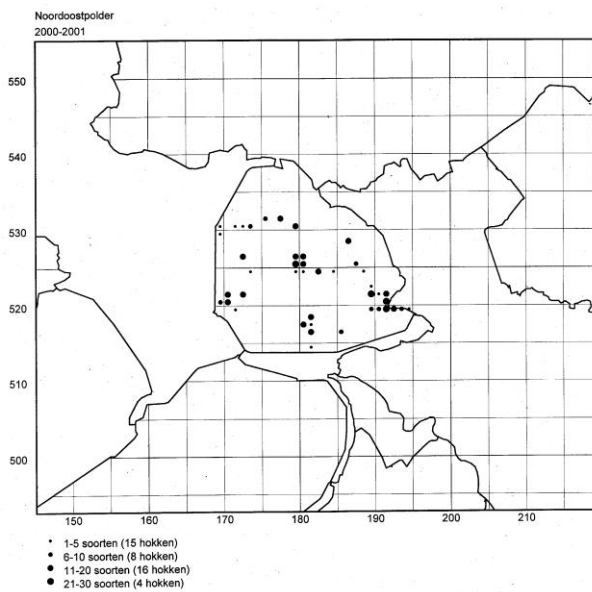 Noordoostpolder
2000-2001
550
540
530
520
510
500
150 160 170 180 190 200 210
1-5 soorten (15 hokken)
6-10 soorten (8 hokken)
11-20 soorten (16 hokken)
21-30 soorten (4 hokken)